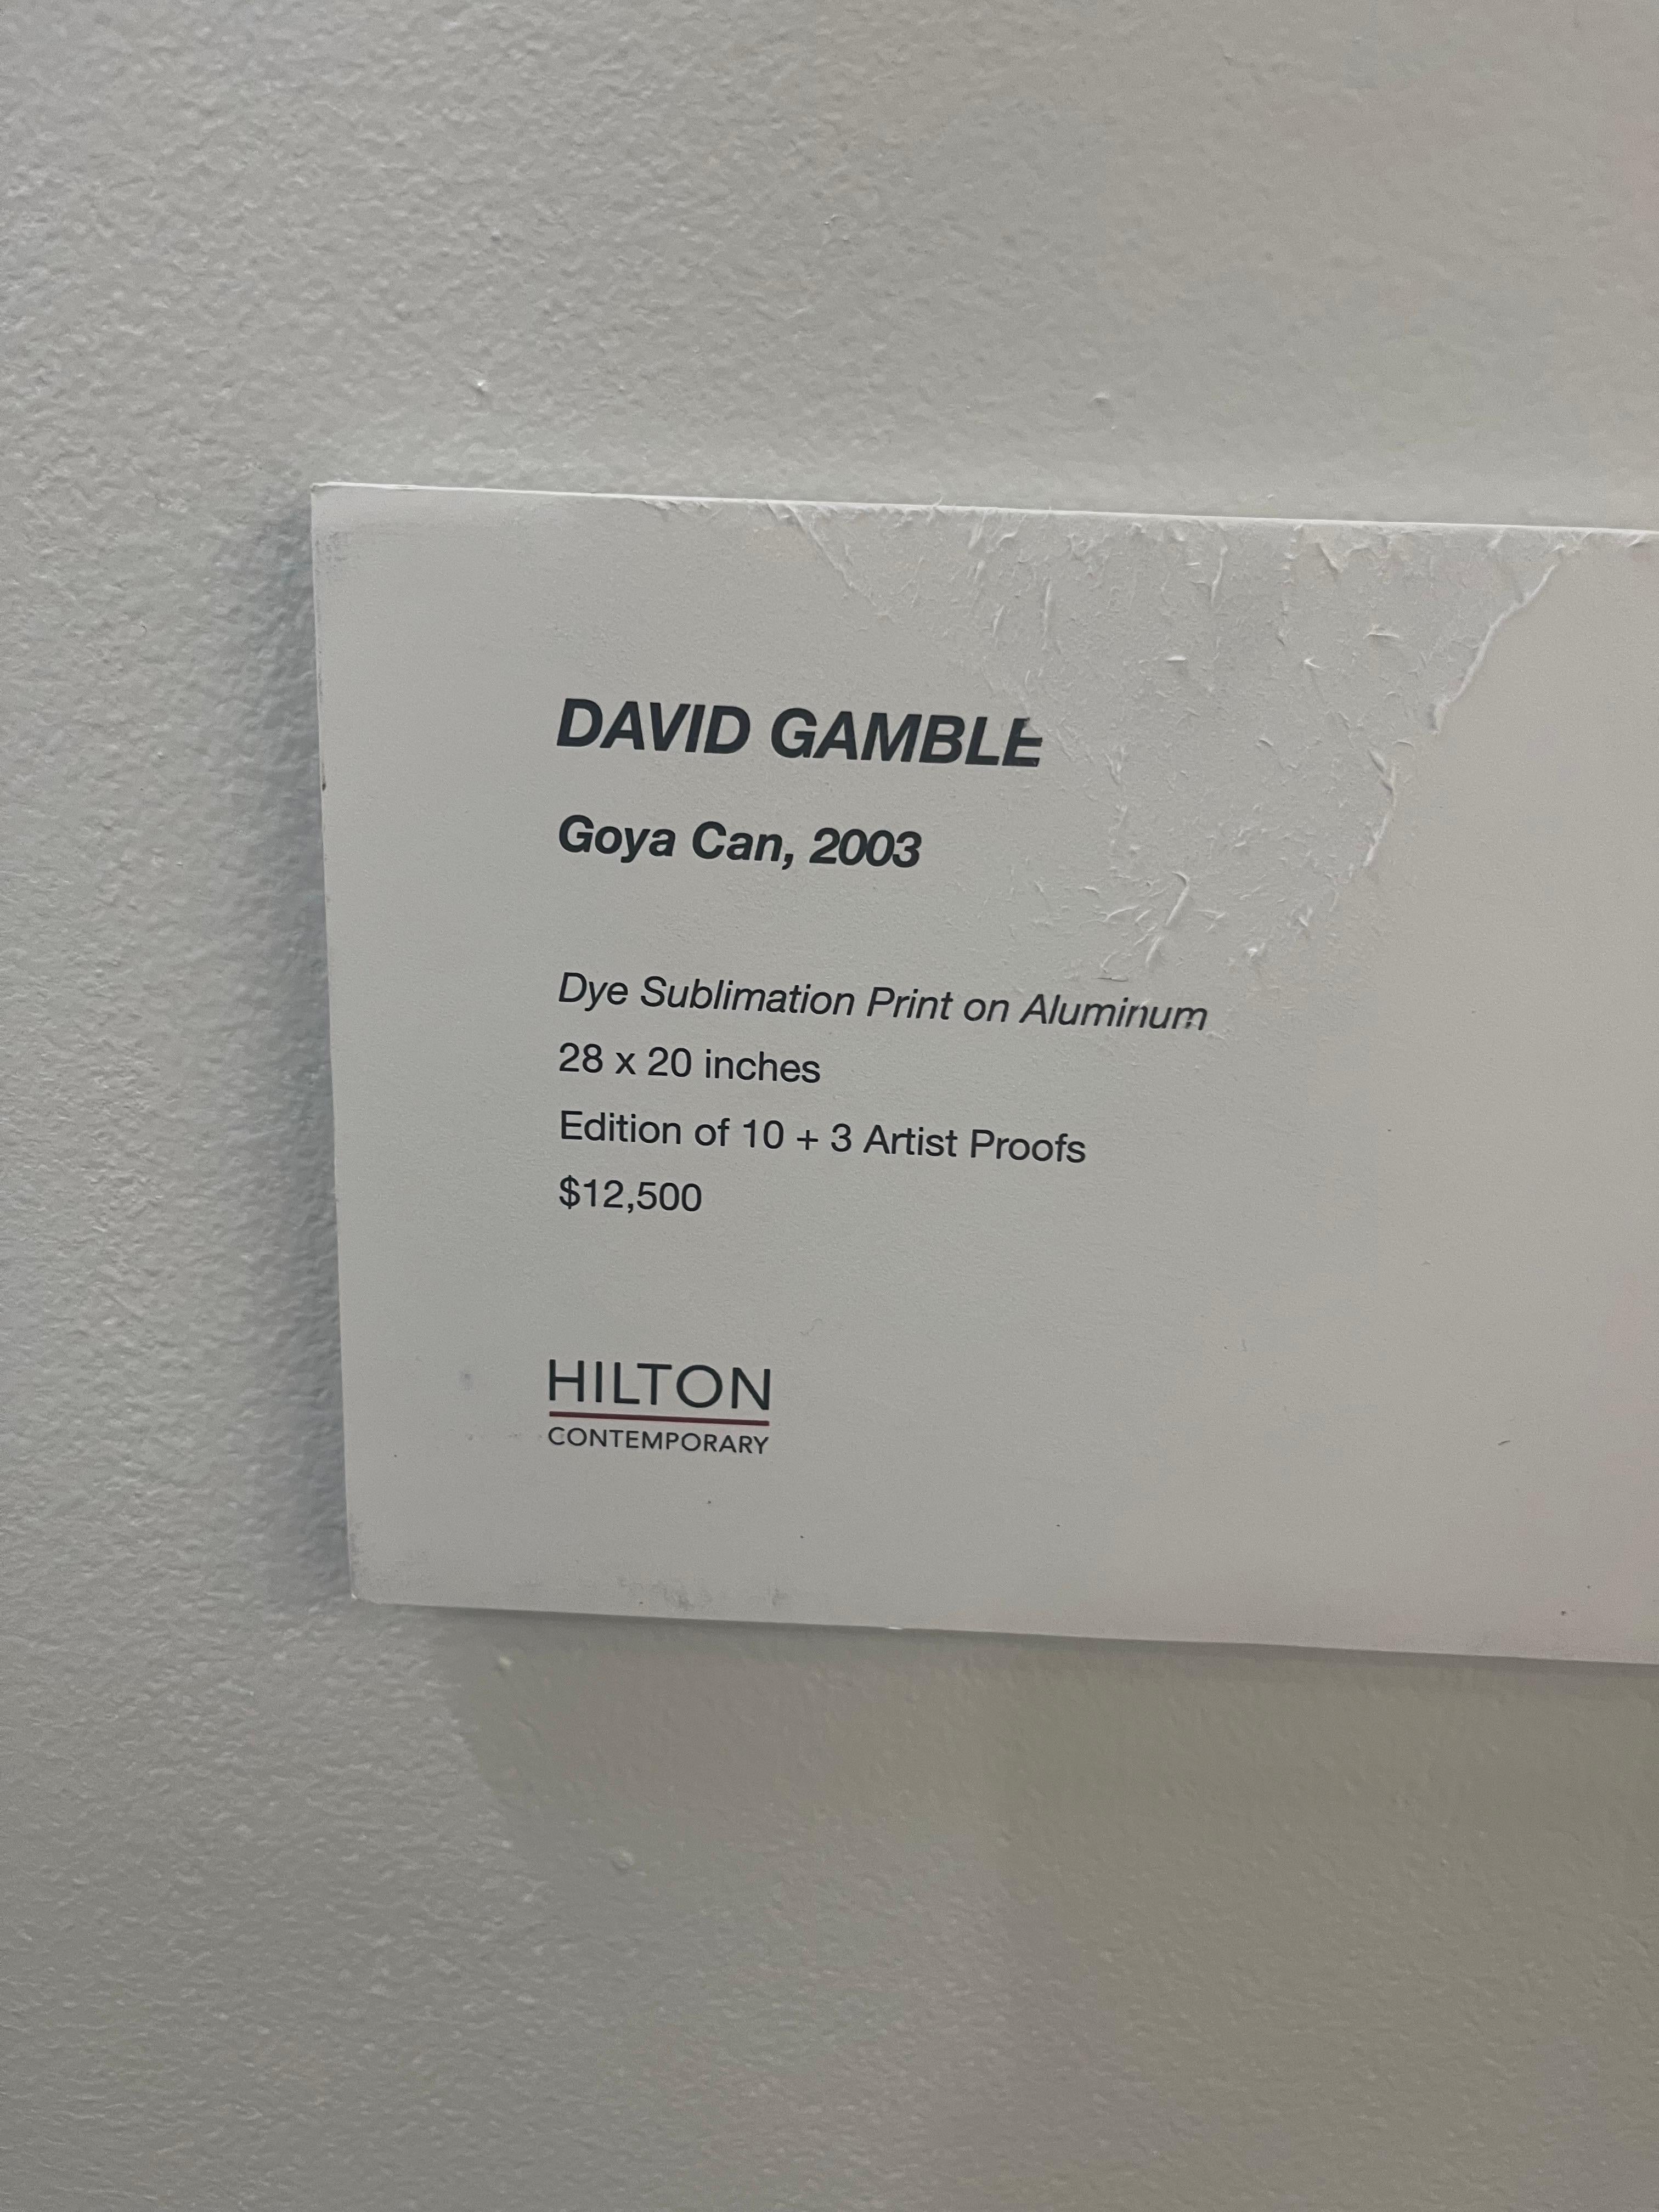 DAVID GAMBLE
Goya Can, 2003
Dye Sublimation Print on Aluminum
28 x 20 inches
Edition of 10 + 3 Artist Proofs
$12,500
HILTON
CONTEMPORARY